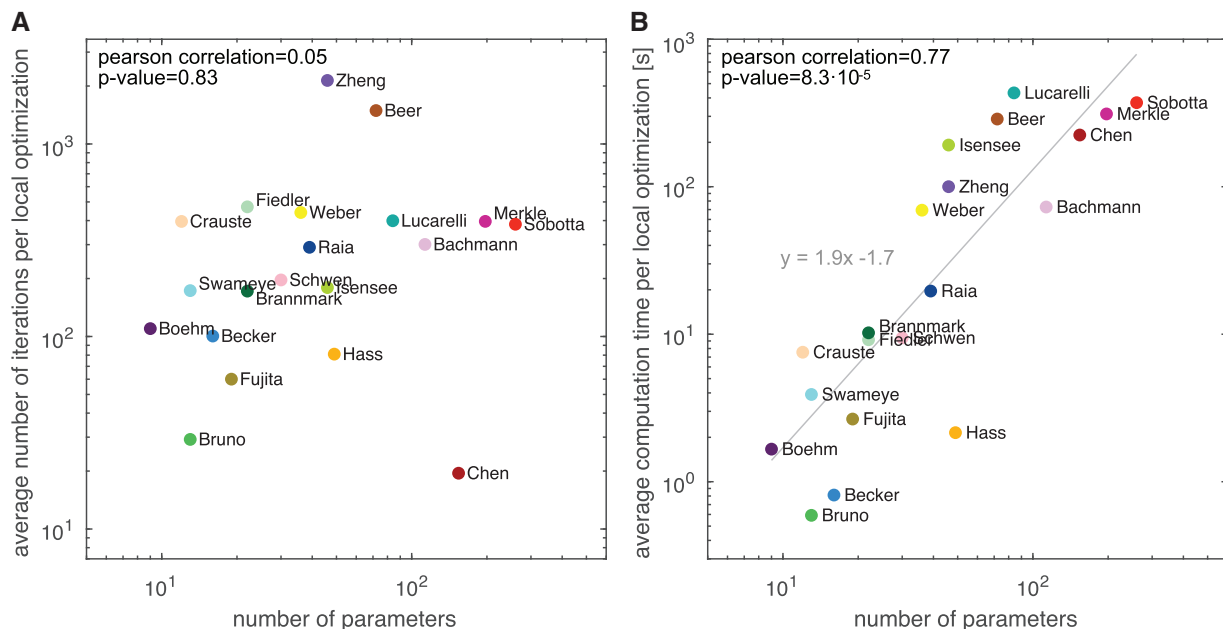 A
pearson correlation=0.05
p-value=0.83
Zheng
Beer
Fiedler
Crauste
Weber
Lucarelli
Merkle
Sobotta
Raia
Bachmann
Swameye
Schwen
Isensee
Brannmark
Boehm
Becker
Hass
Fujita
Bruno
Chen
10³
10²
10¹
10¹
10²
average number of iterations per local optimization
number of parameters
B
pearson correlation=0.77
p-value=8.3·10⁻⁵
Lucarelli
Sobotta
Beer
Merkle
Chen
Isensee
Zheng
Weber
Bachmann
y = 1.9x -1.7
Raia
Brannmark
Fiedler
Schwen
Crauste
Swameye
Fujita
Hass
Boehm
Becker
Bruno
10³
10²
10¹
10⁰
10¹
10²
average computation time per local optimization [s]
number of parameters